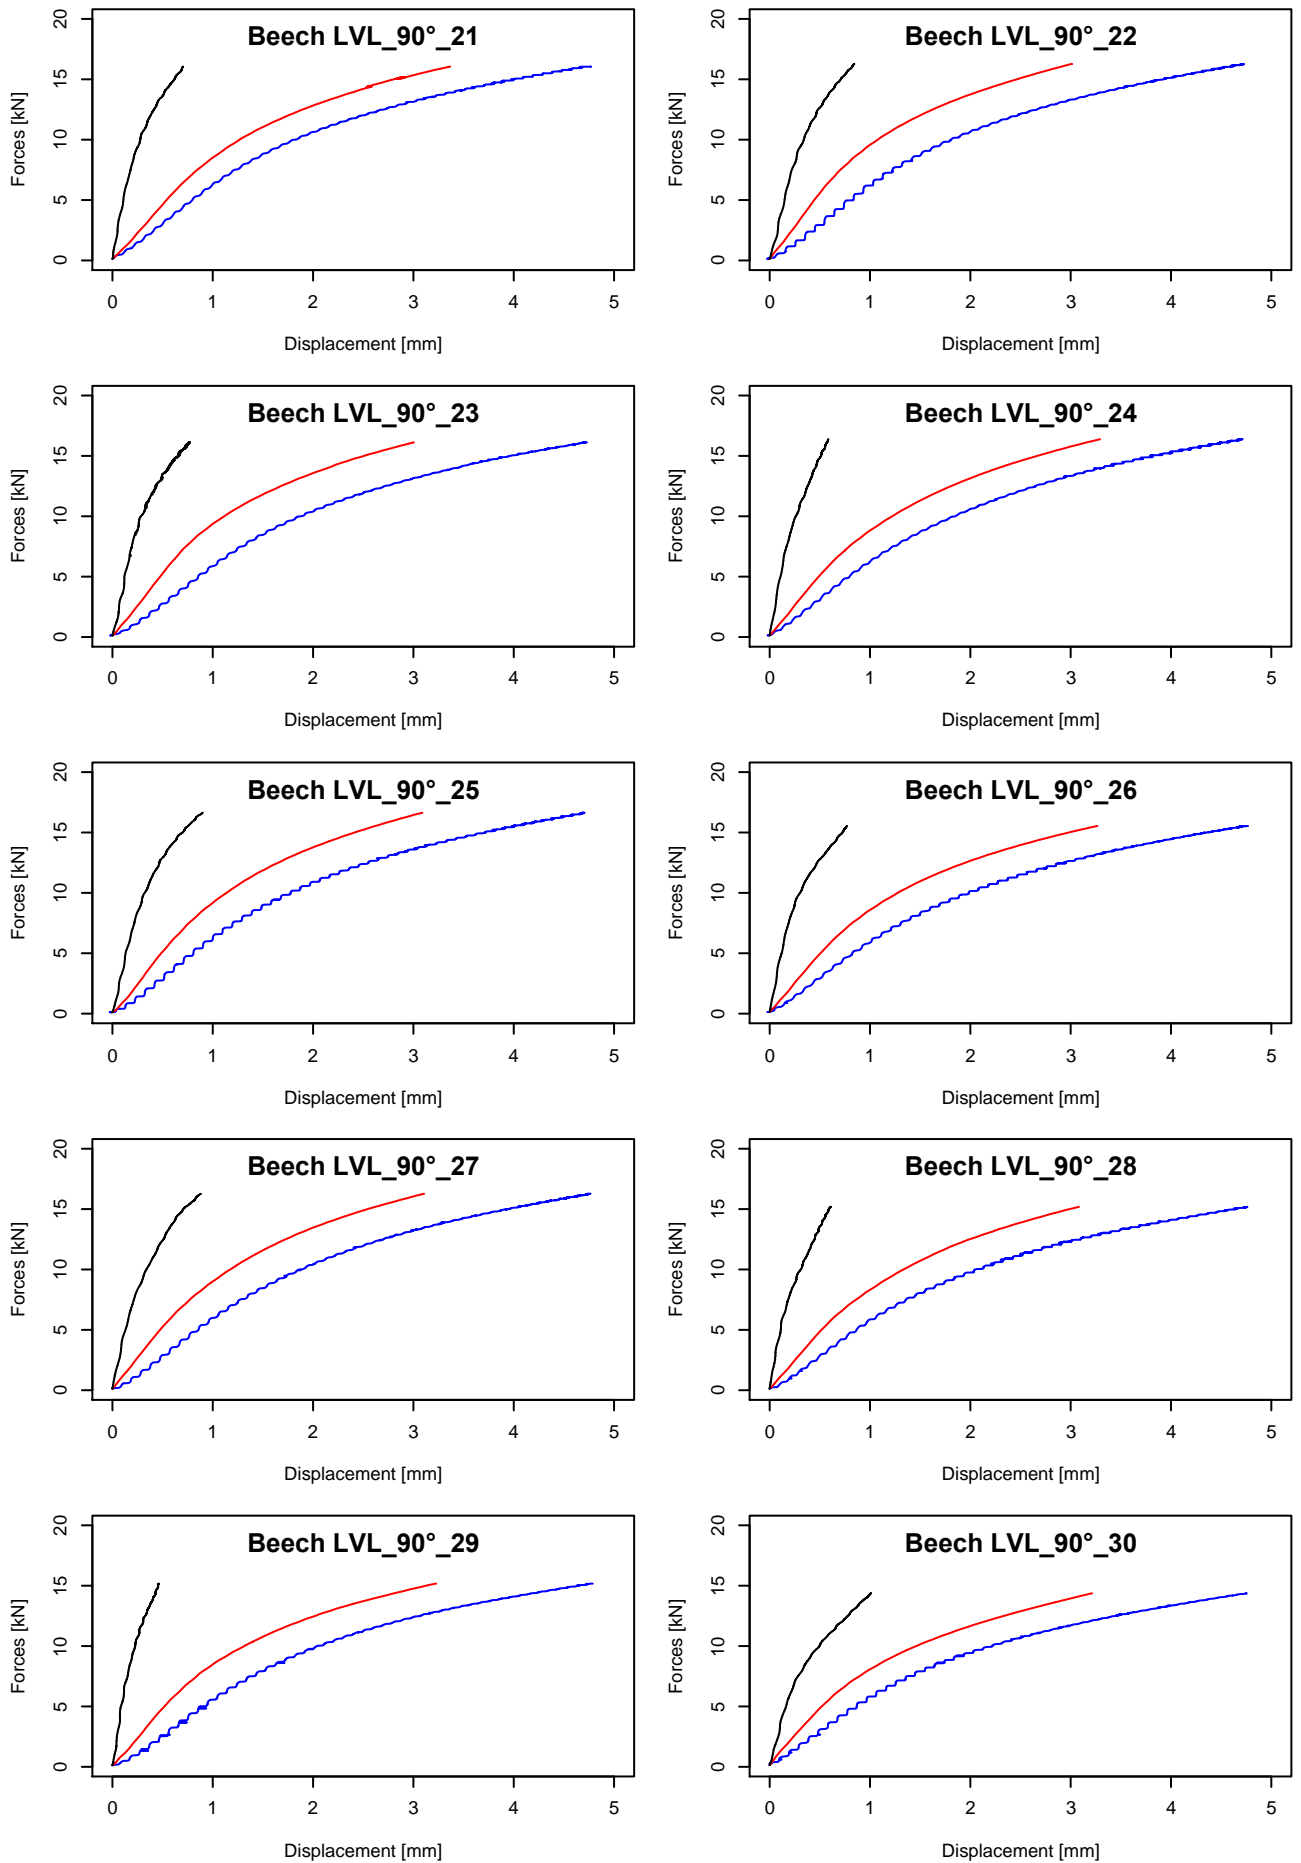 Beech LVL_90°_21
Forces [kN]
0 5 10 15 20
0 1 2 3 4 5
Displacement [mm]
Beech LVL_90°_22
Forces [kN]
0 5 10 15 20
0 1 2 3 4 5
Displacement [mm]
Beech LVL_90°_23
Forces [kN]
0 5 10 15 20
0 1 2 3 4 5
Displacement [mm]
Beech LVL_90°_24
Forces [kN]
0 5 10 15 20
0 1 2 3 4 5
Displacement [mm]
Beech LVL_90°_25
Forces [kN]
0 5 10 15 20
0 1 2 3 4 5
Displacement [mm]
Beech LVL_90°_26
Forces [kN]
0 5 10 15 20
0 1 2 3 4 5
Displacement [mm]
Beech LVL_90°_27
Forces [kN]
0 5 10 15 20
0 1 2 3 4 5
Displacement [mm]
Beech LVL_90°_28
Forces [kN]
0 5 10 15 20
0 1 2 3 4 5
Displacement [mm]
Beech LVL_90°_29
Forces [kN]
0 5 10 15 20
0 1 2 3 4 5
Displacement [mm]
Beech LVL_90°_30
Forces [kN]
0 5 10 15 20
0 1 2 3 4 5
Displacement [mm]